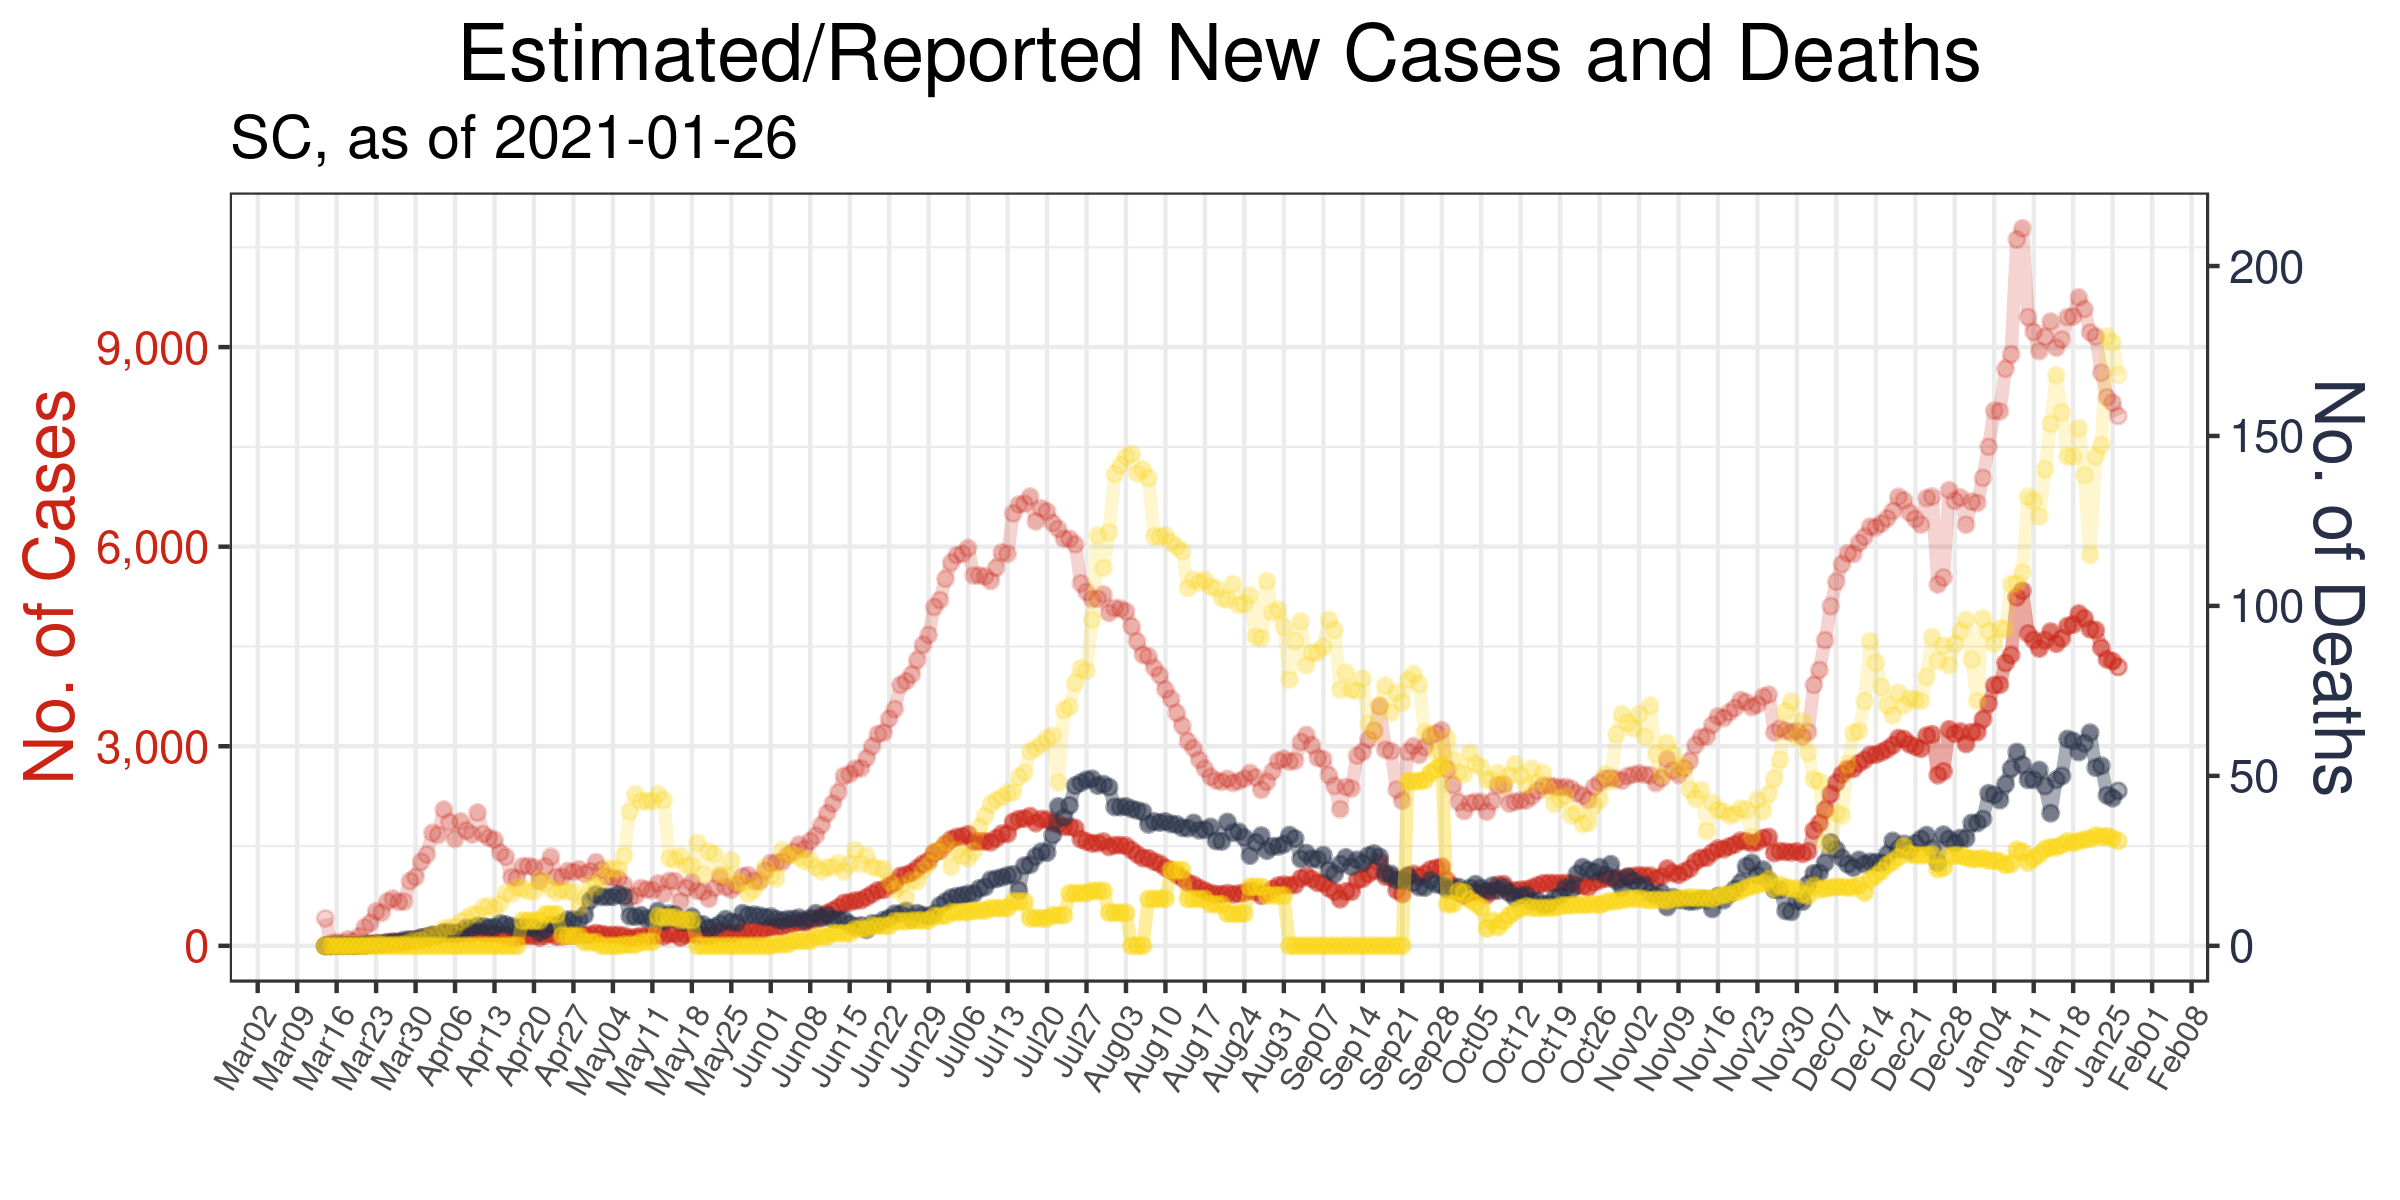 Estimated/Reported New Cases and Deaths
SC, as of 2021-01-26
No. of Cases
9,000
6,000
3,000
0
200
150
100
50
0
No. of Deaths
Mar02
Mar09
Mar16
Mar23
Mar30
Apr06
Apr13
Apr20
Apr27
May04
May11
May18
May25
Jun01
Jun08
Jun15
Jun22
Jun29
Jul06
Jul13
Jul20
Jul27
Aug03
Aug10
Aug17
Aug24
Aug31
Sep07
Sep14
Sep21
Sep28
Oct05
Oct12
Oct19
Oct26
Nov02
Nov09
Nov16
Nov23
Nov30
Dec07
Dec14
Dec21
Dec28
Jan04
Jan11
Jan18
Jan25
Feb01
Feb08